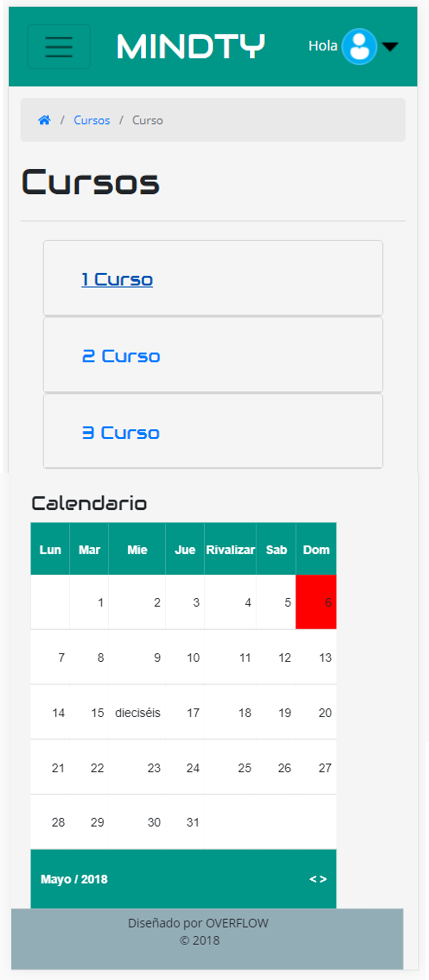 MINDTY
Hola
/ Cursos / Curso
Cursos
1 Curso
2 Curso
3 Curso
Calendario
Lun Mar Mie Jue Rivalizar Sab Dom
1 2 3 4 5 6
7 8 9 10 11 12 13
14 15 dieciséis 17 18 19 20
21 22 23 24 25 26 27
28 29 30 31
Mayo / 2018 < >
Diseñado por OVERFLOW
© 2018